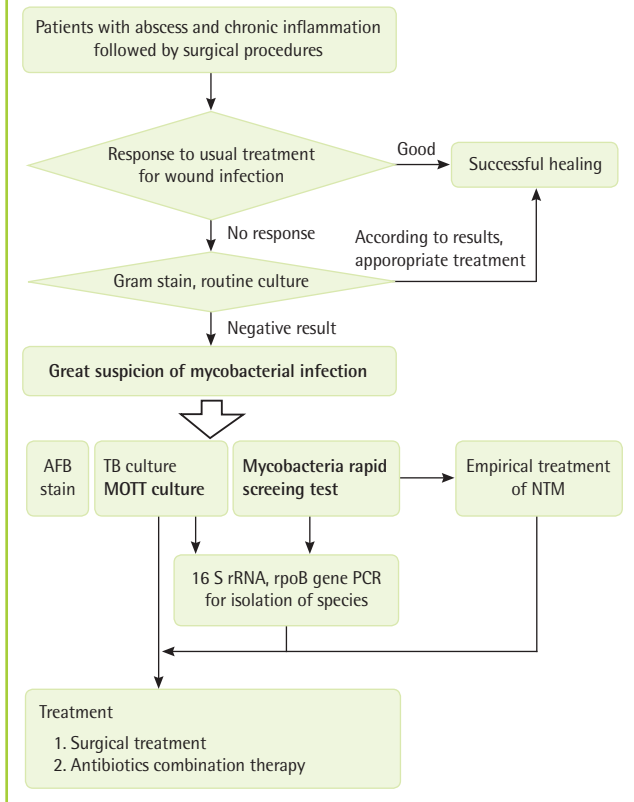 Patients with abscess and chronic inflammation
followed by surgical procedures
Response to usual treatment
for wound infection
Good
Successful healing
No response
According to results,
apporopriate treatment
Gram stain, routine culture
Negative result
Great suspicion of mycobacterial infection
AFB
stain
TB culture
MOTT culture
Mycobacteria rapid
screeing test
Empirical treatment
of NTM
16 S rRNA, rpoB gene PCR
for isolation of species
Treatment
1. Surgical treatment
2. Antibiotics combination therapy